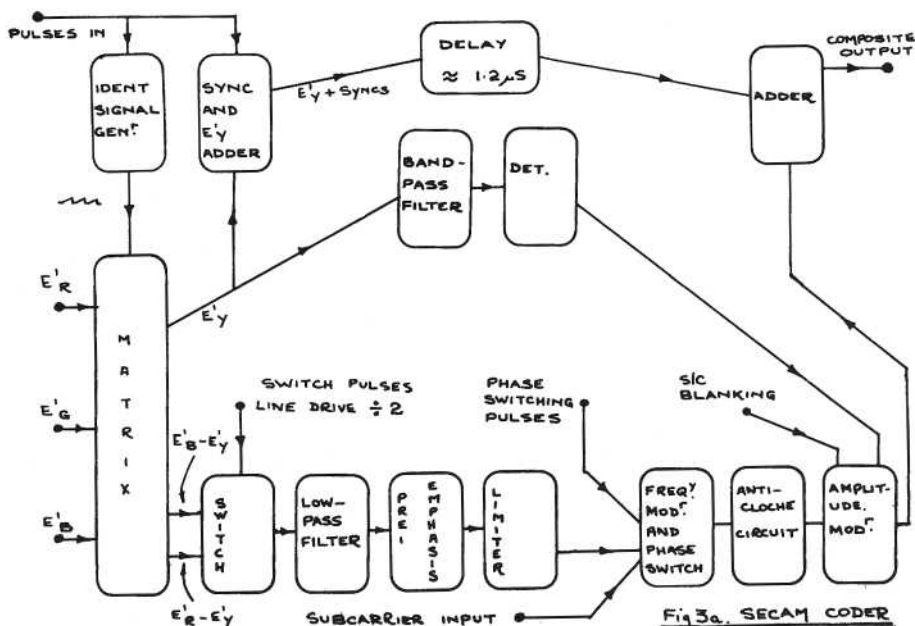 PULSES IN
IDENT
SIGNAL
GENr.
SYNC
AND
E'Y
ADDER
E'Y + SYNCS
DELAY
≈ 1.2µS
ADDER
COMPOSITE
OUTPUT
BAND-
PASS
FILTER
DET.
E'R
E'G
E'B
MATRIX
E'Y
E'B-E'Y
E'R-E'Y
SWITCH PULSES
LINE DRIVE ÷ 2
PHASE
SWITCHING
PULSES
S/C
BLANKING
SWITCH
LOW-
PASS
FILTER
PRE
EMPHASIS
LIMITER
FREQY.
MODr.
AND
PHASE
SWITCH
ANTI-
CLOCHE
CIRCUIT
AMPLIT-
UDE.
MODr.
SUBCARRIER INPUT
Fig 3a. SECAM CODER